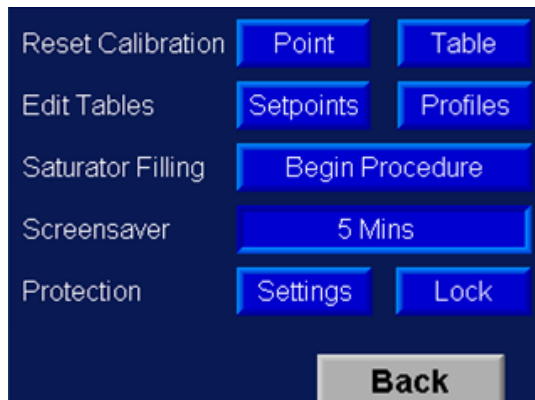 Reset Calibration Point Table
Edit Tables Setpoints Profiles
Saturator Filling Begin Procedure
Screensaver 5 Mins
Protection Settings Lock
Back